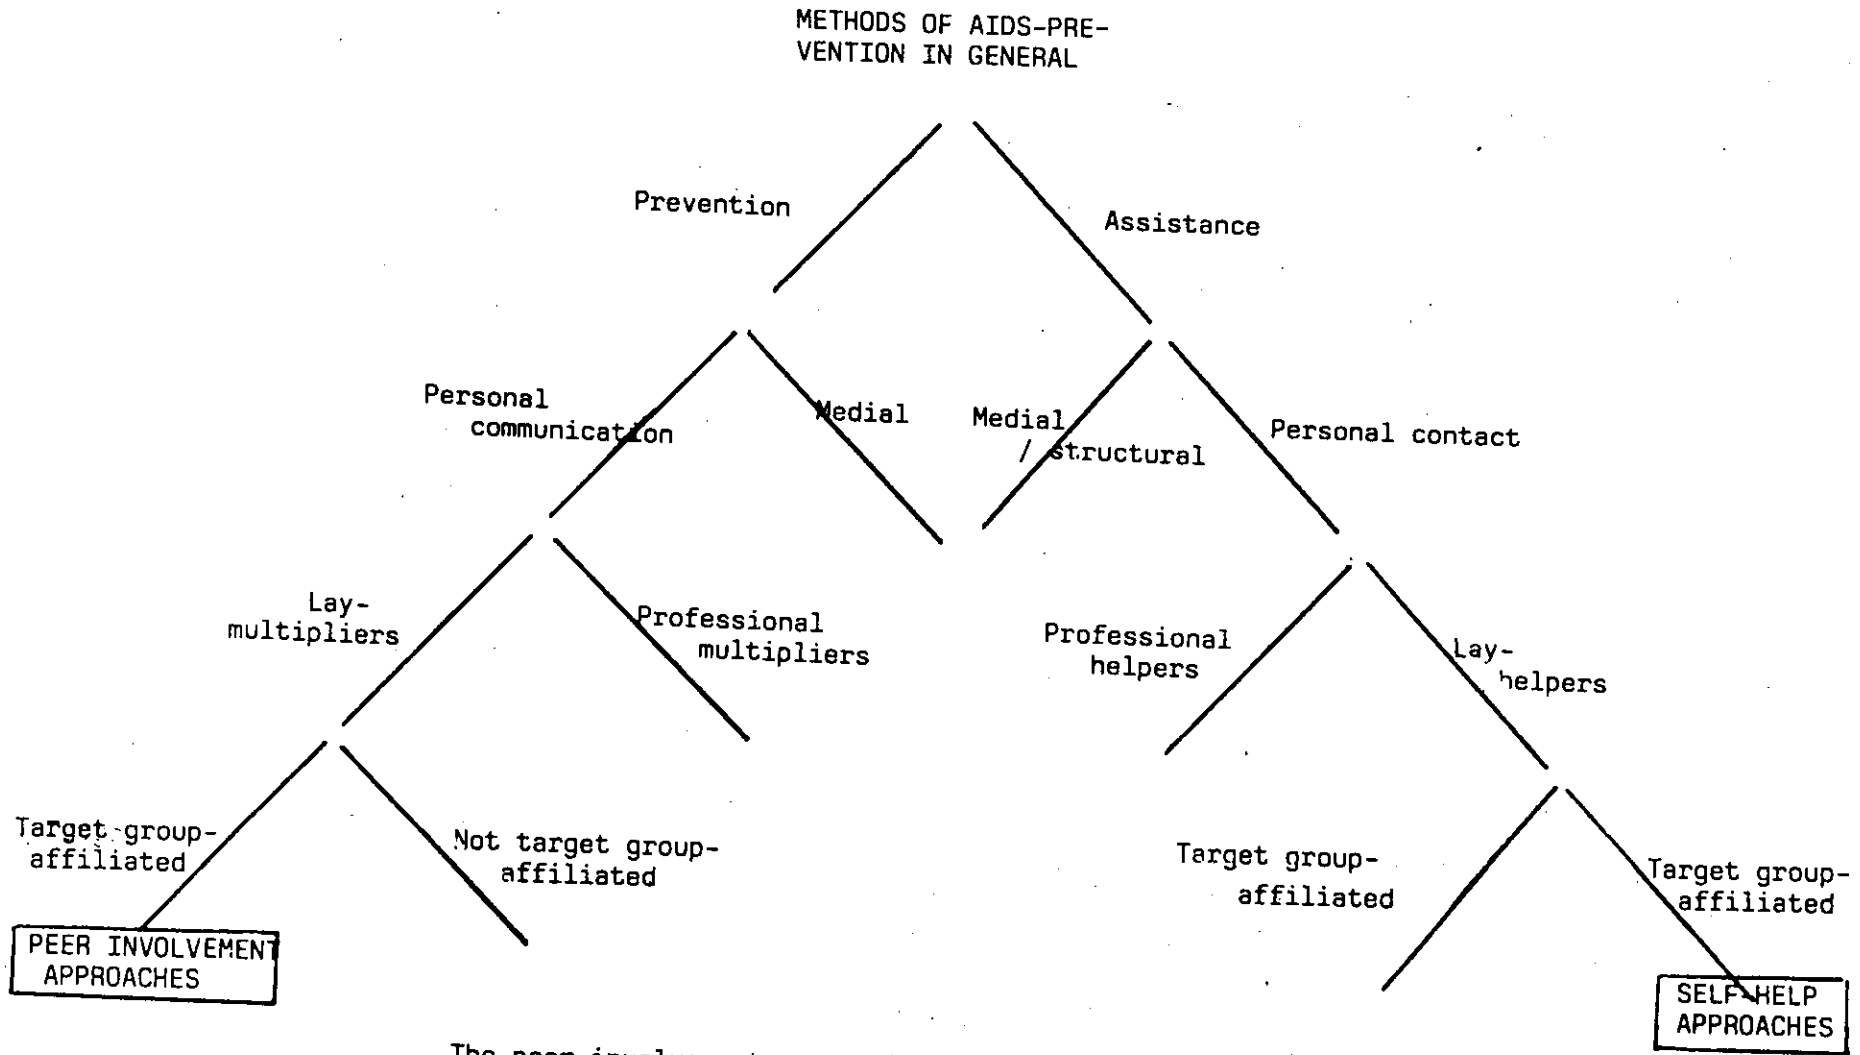 METHODS OF AIDS-PRE-
VENTION IN GENERAL
Prevention
Assistance
Personal
communication
Medial
Medial
/ structural
Personal contact
Lay-
multipliers
Professional
multipliers
Professional
helpers
Lay-
helpers
Target group-
affiliated
Not target group-
affiliated
Target group-
affiliated
Target group-
affiliated
PEER INVOLVEMENT
APPROACHES
SELF-HELP
APPROACHES
The peer